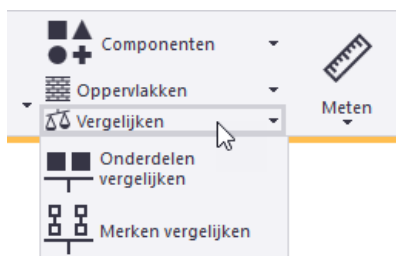 Componenten
Oppervlakken
Vergelijken
Meten
Onderdelen
vergelijken
Merken vergelijken